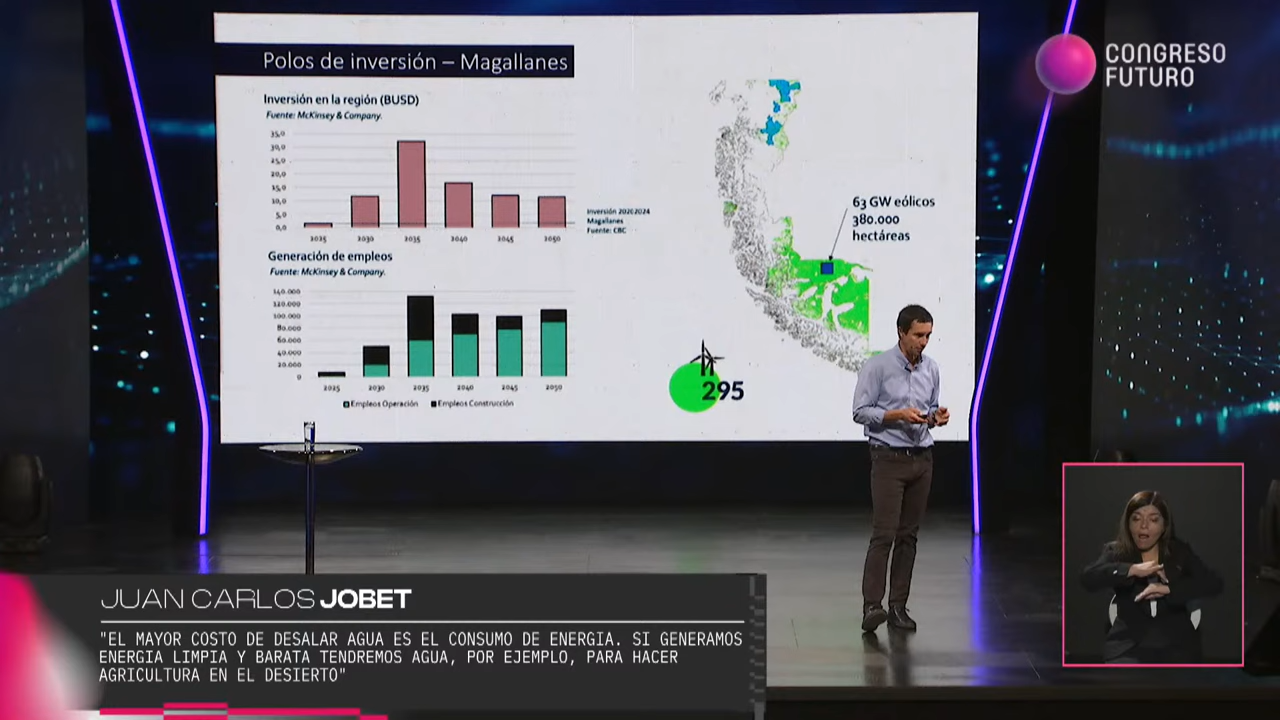 CONGRESO
FUTURO
Polos de inversión – Magallanes
Inversión en la región (BUSD)
Fuente: McKinsey & Company.
35,0
30,0
25,0
20,0
15,0
10,0
5,0
0,0
2025 2030 2035 2040 2045 2050
Inversión 2020-2024
Magallanes
Fuente: CBC
Generación de empleos
Fuente: McKinsey & Company.
140.000
120.000
100.000
80.000
60.000
40.000
20.000
0
2025 2030 2035 2040 2045 2050
Empleos Operación Empleos Construcción
63 GW eólicos
380.000
hectáreas
295
JUAN CARLOS JOBET
"EL MAYOR COSTO DE DESALAR AGUA ES EL CONSUMO DE ENERGIA. SI GENERAMOS
ENERGIA LIMPIA Y BARATA TENDREMOS AGUA, POR EJEMPLO, PARA HACER
AGRICULTURA EN EL DESIERTO"